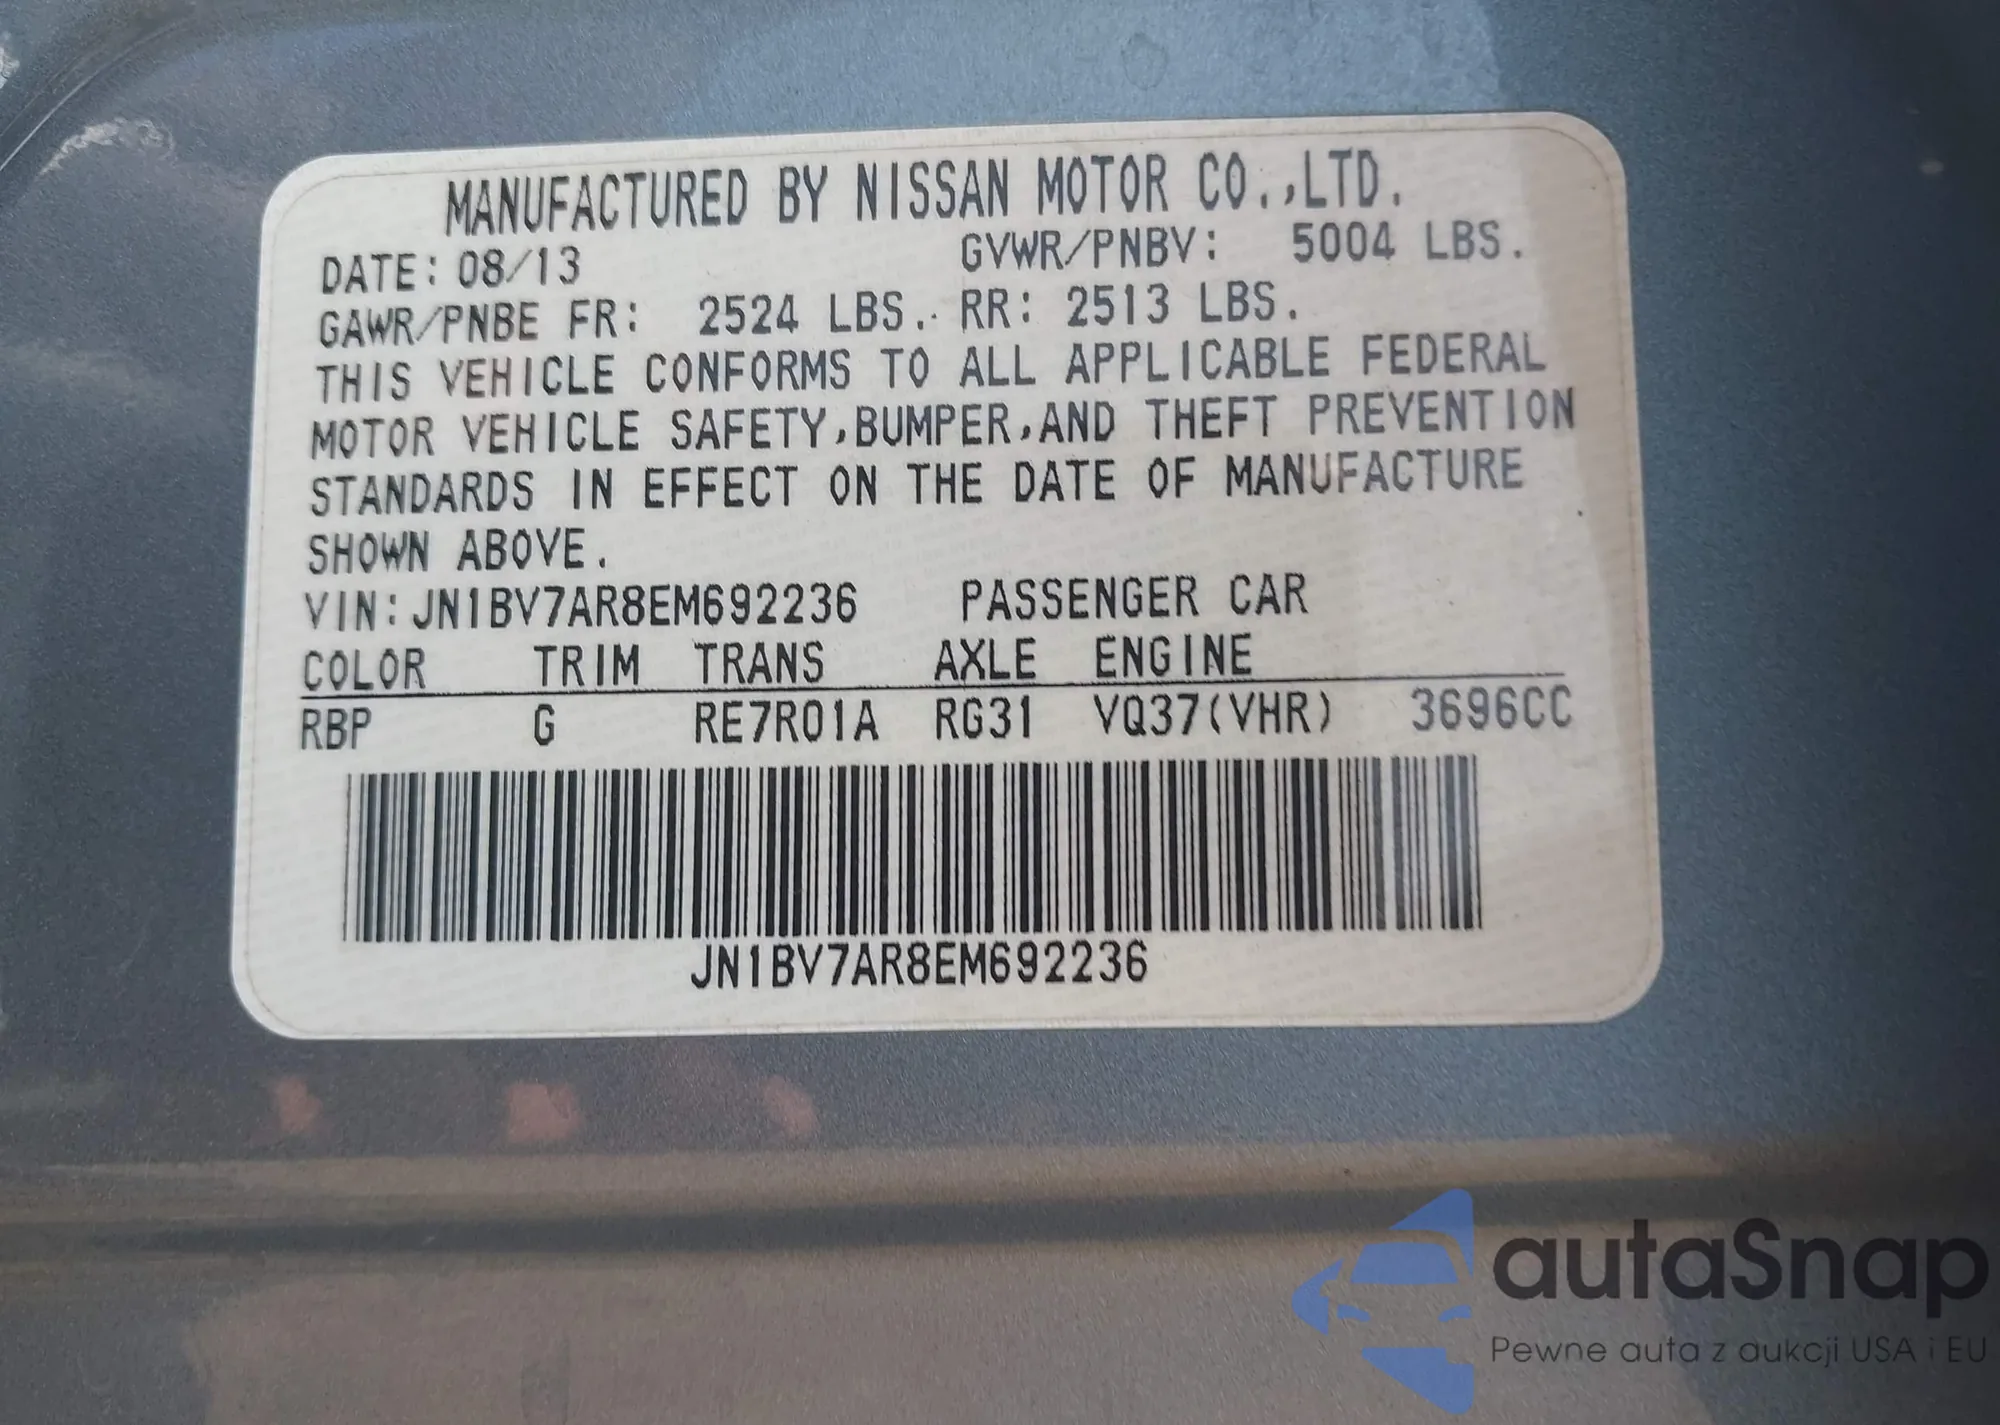 MANUFACTURED BY NISSAN MOTOR CO.,LTD.
DATE: 08/13 GVWR/PNBV: 5004 LBS.
GAWR/PNBE FR: 2524 LBS. RR: 2513 LBS.
THIS VEHICLE CONFORMS TO ALL APPLICABLE FEDERAL
MOTOR VEHICLE SAFETY,BUMPER,AND THEFT PREVENTION
STANDARDS IN EFFECT ON THE DATE OF MANUFACTURE
SHOWN ABOVE.
VIN:JN1BV7AR8EM692236 PASSENGER CAR
COLOR TRIM TRANS AXLE ENGINE
RBP G RE7R01A RG31 VQ37(VHR) 3696CC
JN1BV7AR8EM692236
autaSnap
Pewne auta z aukcji USA i EU